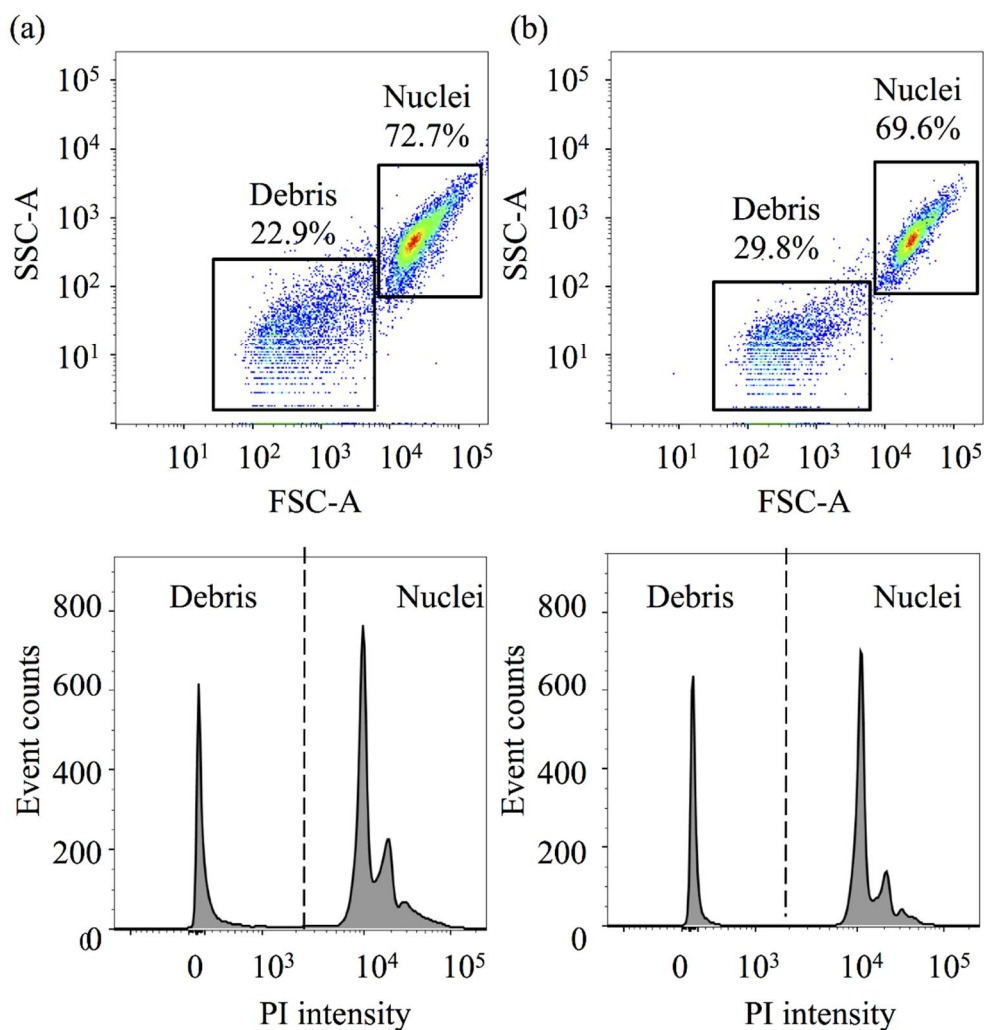 (a)
SSC-A
10⁵
10⁴
10³
10²
10¹
Nuclei
72.7%
Debris
22.9%
10¹ 10² 10³ 10⁴ 10⁵
FSC-A
(b)
SSC-A
10⁵
10⁴
10³
10²
10¹
Nuclei
69.6%
Debris
29.8%
10¹ 10² 10³ 10⁴ 10⁵
FSC-A
Event counts
800
600
400
200
0
Debris Nuclei
0 10³ 10⁴ 10⁵
PI intensity
Event counts
800
600
400
200
0
Debris Nuclei
0 10³ 10⁴ 10⁵
PI intensity